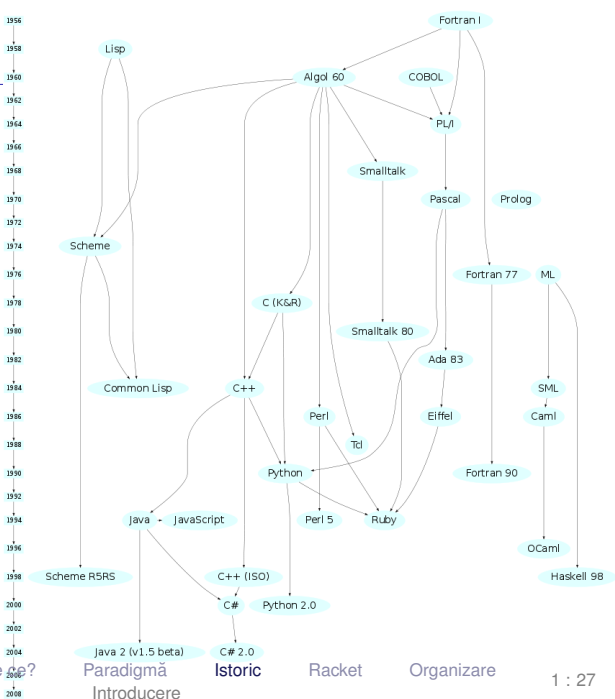 1956 Fortran I
1958 Lisp
1960 Algol 60 COBOL
1962
1964 PL/I
1966
1968 Smalltalk
1970 Pascal Prolog
1972
1974 Scheme
1976 Fortran 77 ML
1978 C (K&R)
1980 Smalltalk 80
1982 Ada 83
1984 Common Lisp C++ SML
1986 Perl Eiffel Caml
1988 Tcl
1990 Python Fortran 90
1992
1994 Java JavaScript Perl 5 Ruby
1996 OCaml
1998 Scheme R5RS C++ (ISO) Haskell 98
2000 C# Python 2.0
2002
2004 Java 2 (v1.5 beta) C# 2.0
ce? Paradigmă Istoric Racket Organizare
Introducere 1 : 27
2008